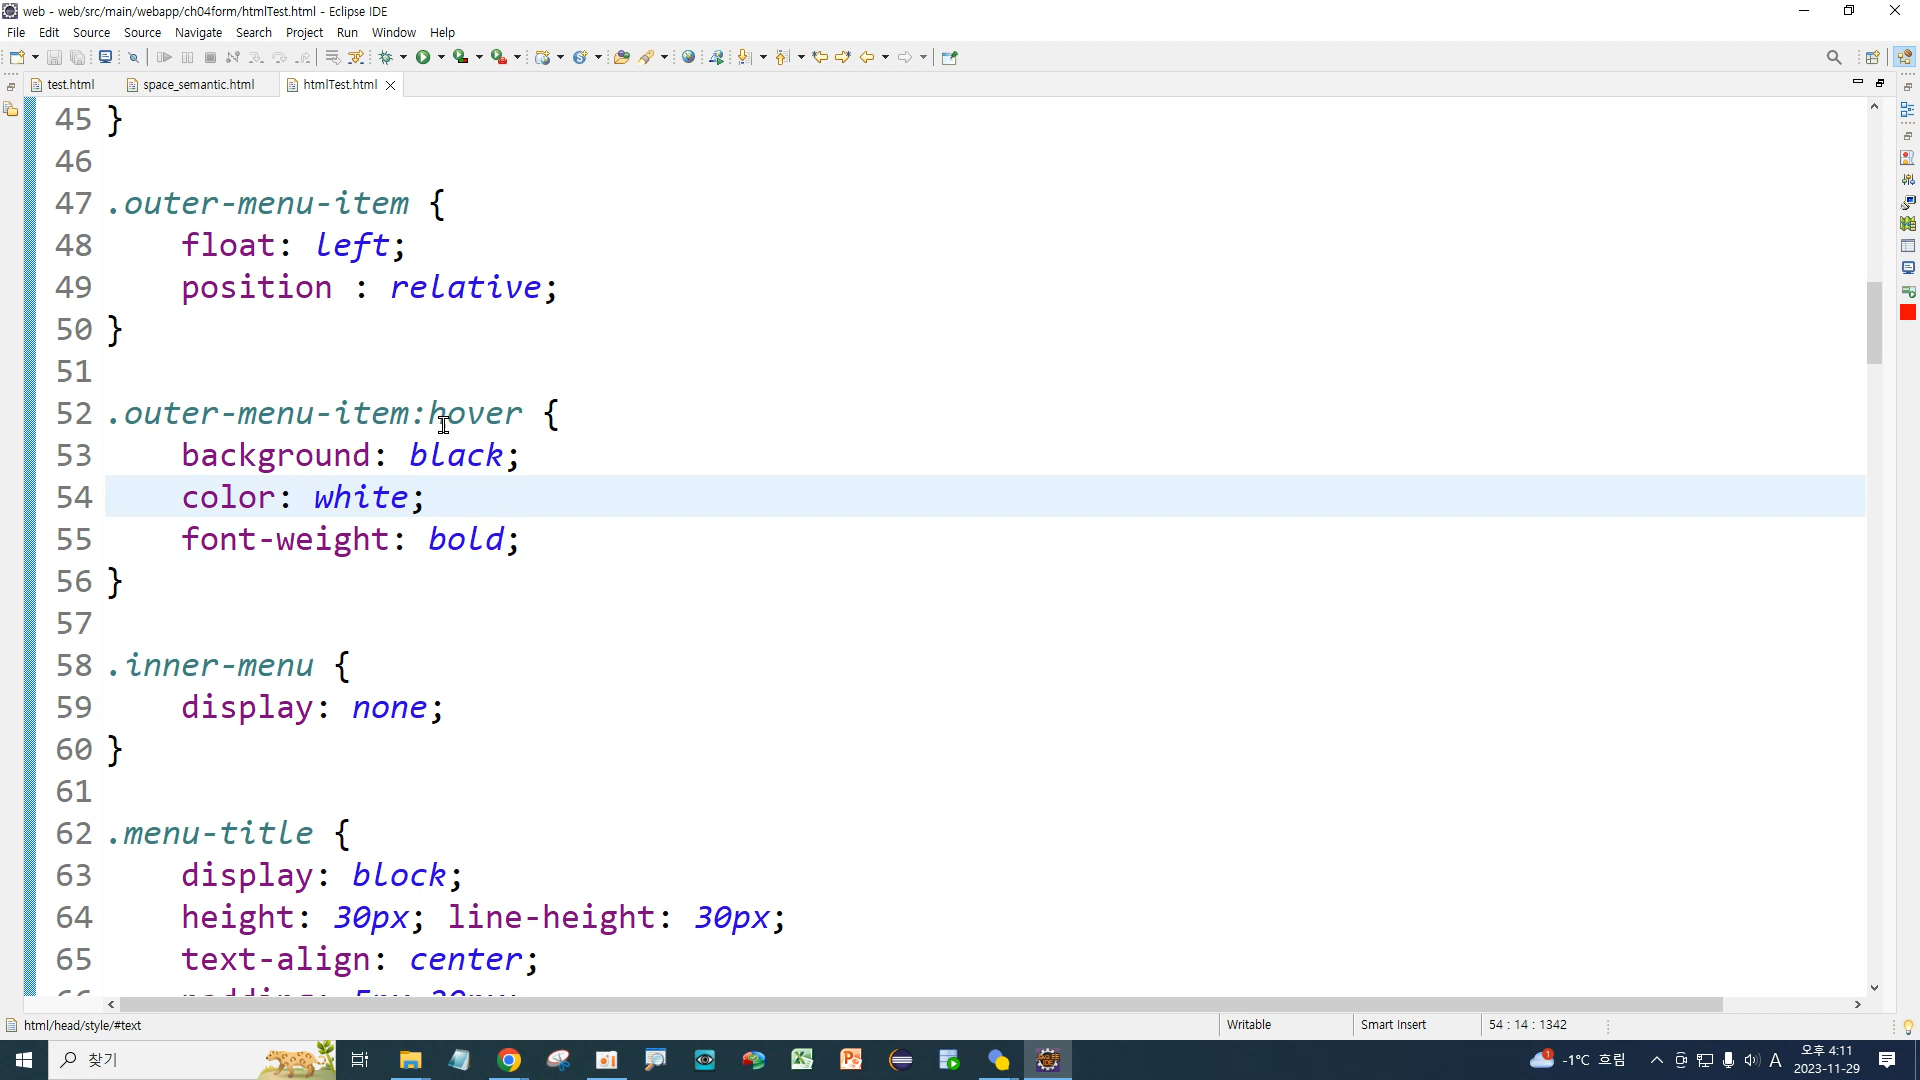 web - web/src/main/webapp/ch04form/htmlTest.html - Eclipse IDE
File Edit Source Source Navigate Search Project Run Window Help
test.html space_semantic.html htmlTest.html
45 }
46
47 .outer-menu-item {
48 float: left;
49 position : relative;
50 }
51
52 .outer-menu-item:hover {
53 background: black;
54 color: white;
55 font-weight: bold;
56 }
57
58 .inner-menu {
59 display: none;
60 }
61
62 .menu-title {
63 display: block;
64 height: 30px; line-height: 30px;
65 text-align: center;
html/head/style/#text Writable Smart Insert 54 : 14 : 1342
찾기 1 -1°C 흐림 A 오후 4:11
2023-11-29